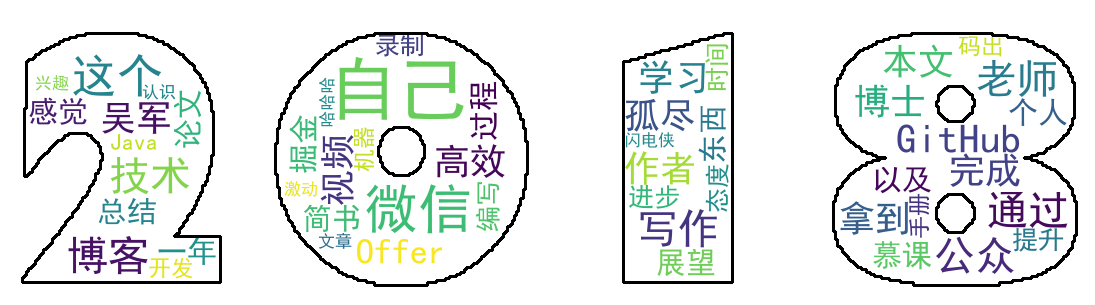 这个
兴趣
认识
感觉
吴军
论文
Java
技术
总结
博客
一年
开发
录制
自己
哈哈哈
过程
掘金
视频
机器
高效
激动
微信
编写
简书
文章
Offer
学习
时间
孤尽
闪电侠
东西
作者
进步
态度
写作
展望
码出
本文
老师
博士
个人
GitHub
完成
以及
拿到
手册
通过
提升
慕课
公众